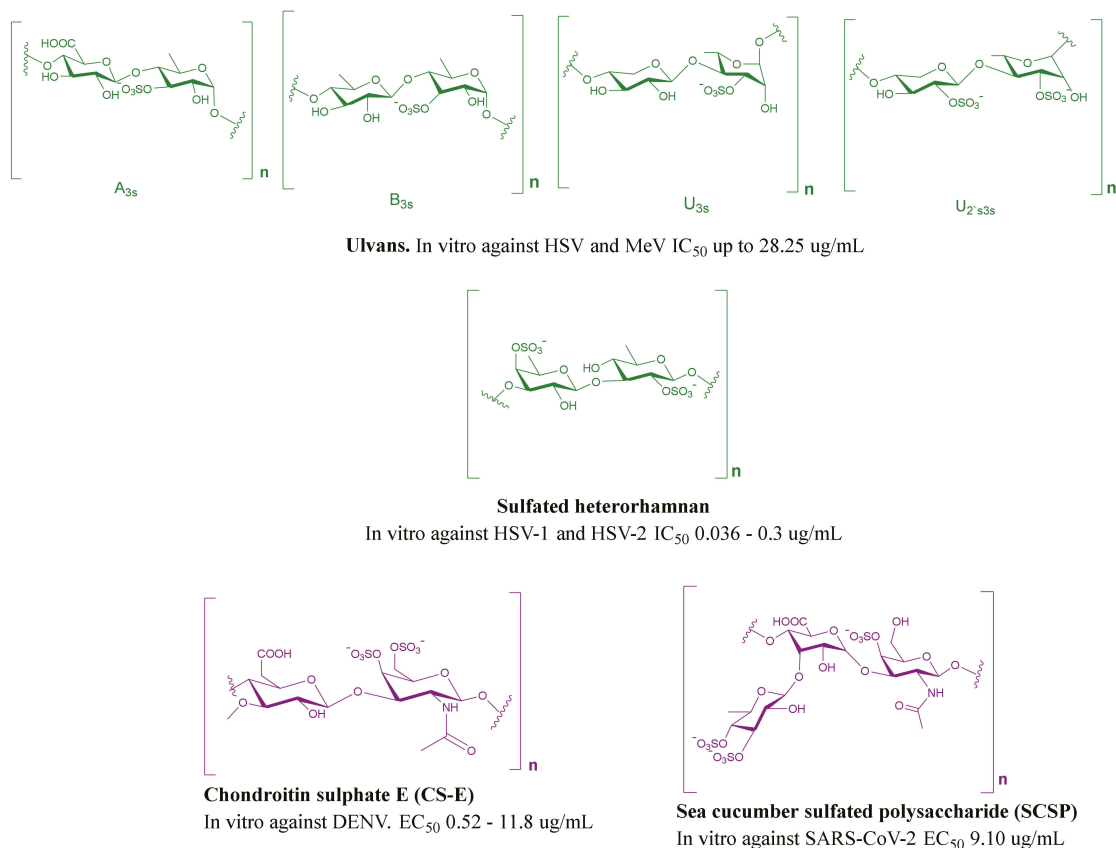 HOOC
O
O
O
O
HO
OH
⁻O₃SO
OH
O
n
A₃s
O
O
O
O
HO
OH
⁻O₃SO
OH
O
n
B₃s
O
O
O
O
HO
OH
⁻O₃SO
HO
O
n
U₃s
O
O
O
O
HO
OSO₃⁻
OSO₃⁻
OH
O
n
U₂`s₃s
Ulvans. In vitro against HSV and MeV IC₅₀ up to 28.25 ug/mL
OSO₃⁻
O
HO
O
O
O
O
OH
OSO₃⁻
n
Sulfated heterorhamnan
In vitro against HSV-1 and HSV-2 IC₅₀ 0.036 - 0.3 ug/mL
COOH
⁻O₃SO
OSO₃⁻
O
O
O
O
O
O
OH
NH
O
n
Chondroitin sulphate E (CS-E)
In vitro against DENV. EC₅₀ 0.52 - 11.8 ug/mL
HOOC
⁻O₃SO
HO
O
O
O
O
O
O
OH
O
NH
O
O
OH
⁻O₃SO
⁻O₃SO
n
Sea cucumber sulfated polysaccharide (SCSP)
In vitro against SARS-CoV-2 EC₅₀ 9.10 ug/mL